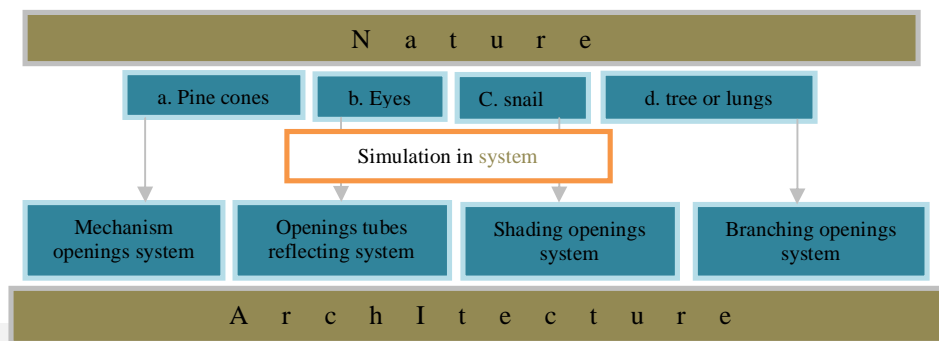 N a t u r e
a. Pine cones
b. Eyes
C. snail
d. tree or lungs
Simulation in system
Mechanism
openings system
Openings tubes
reflecting system
Shading openings
system
Branching openings
system
A r c h I t e c t u r e